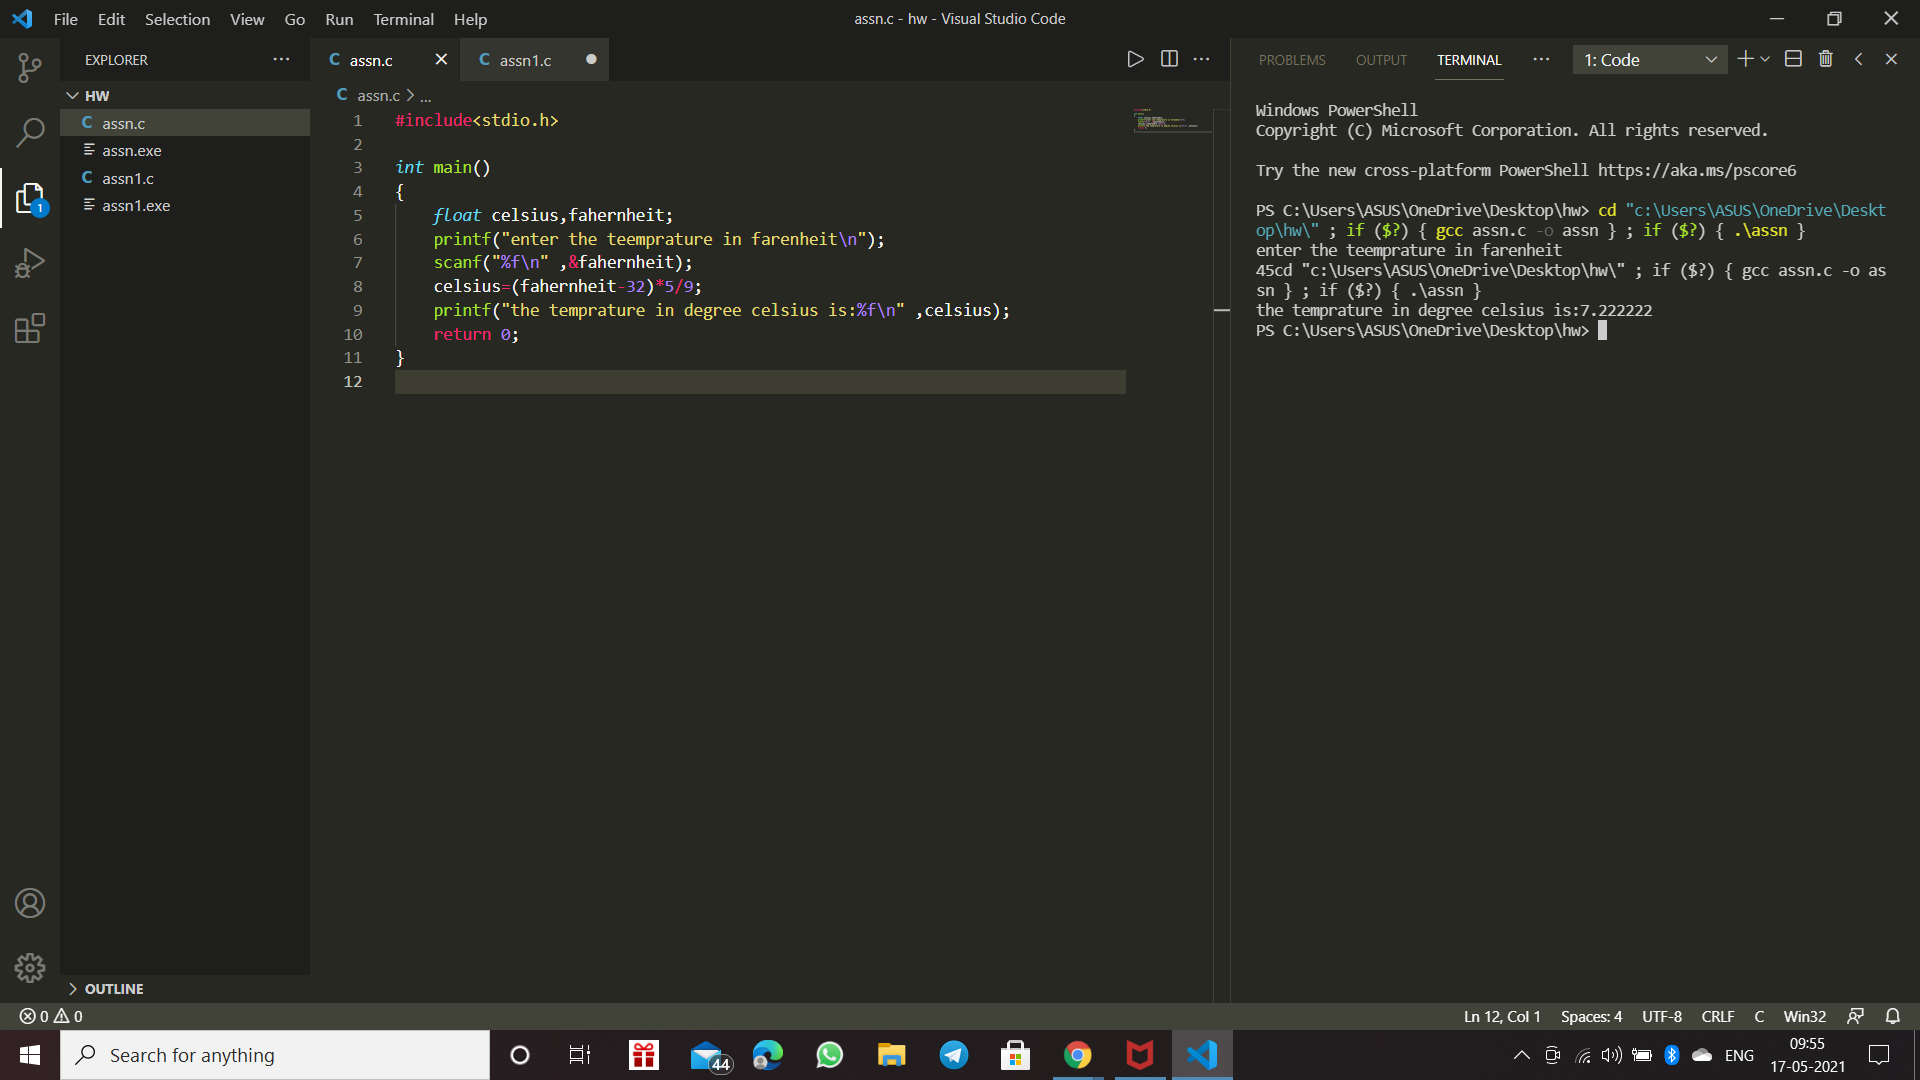 File Edit Selection View Go Run Terminal Help
assn.c - hw - Visual Studio Code
EXPLORER
HW
C assn.c
assn.exe
C assn1.c
assn1.exe
OUTLINE
1
C assn.c
C assn1.c
C assn.c > ...
1 #include<stdio.h>
2
3 int main()
4 {
5 float celsius,fahernheit;
6 printf("enter the teemprature in farenheit\n");
7 scanf("%f\n" ,&fahernheit);
8 celsius=(fahernheit-32)*5/9;
9 printf("the temprature in degree celsius is:%f\n" ,celsius);
10 return 0;
11 }
12
PROBLEMS OUTPUT TERMINAL ... 1: Code
Windows PowerShell
Copyright (C) Microsoft Corporation. All rights reserved.
Try the new cross-platform PowerShell https://aka.ms/pscore6
PS C:\Users\ASUS\OneDrive\Desktop\hw> cd "c:\Users\ASUS\OneDrive\Deskt
op\hw\" ; if ($?) { gcc assn.c -o assn } ; if ($?) { .\assn }
enter the teemprature in farenheit
45cd "c:\Users\ASUS\OneDrive\Desktop\hw\" ; if ($?) { gcc assn.c -o as
sn } ; if ($?) { .\assn }
the temprature in degree celsius is:7.222222
PS C:\Users\ASUS\OneDrive\Desktop\hw>
0 0
Ln 12, Col 1 Spaces: 4 UTF-8 CRLF C Win32
Search for anything
44
ENG
09:55
17-05-2021